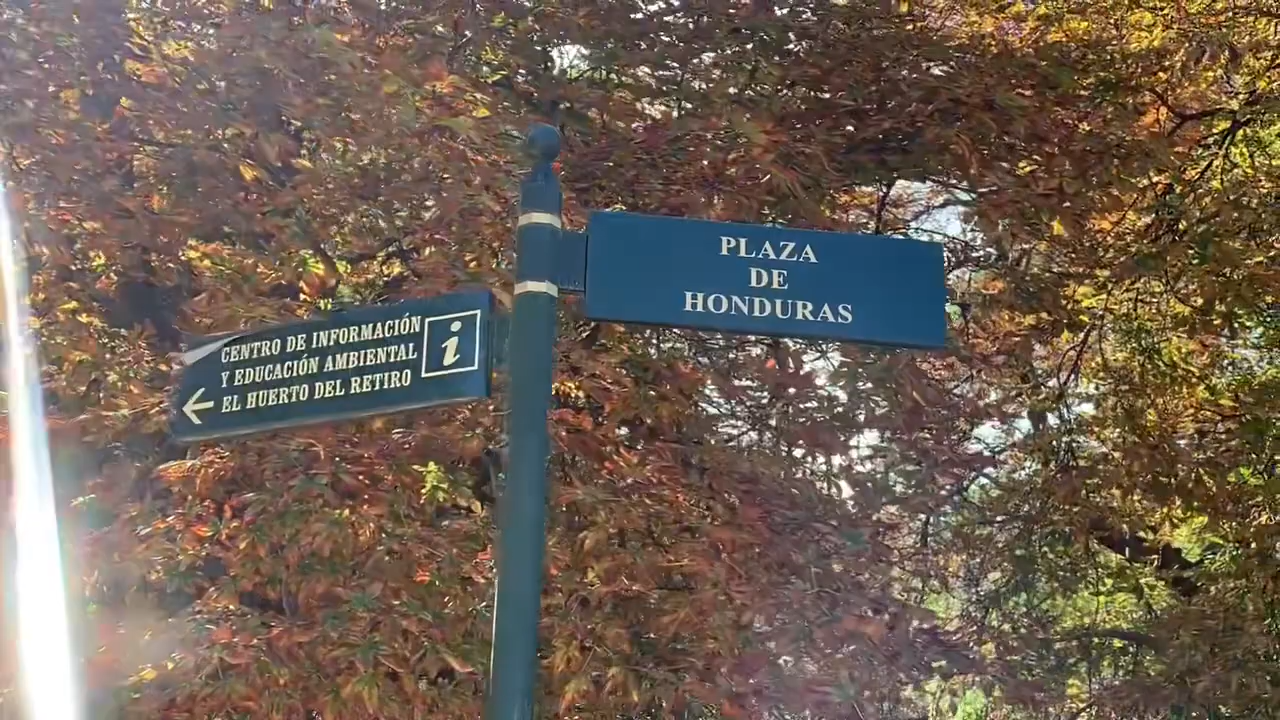 CENTRO DE INFORMACIÓN
Y EDUCACIÓN AMBIENTAL
EL HUERTO DEL RETIRO
i
PLAZA
DE
HONDURAS